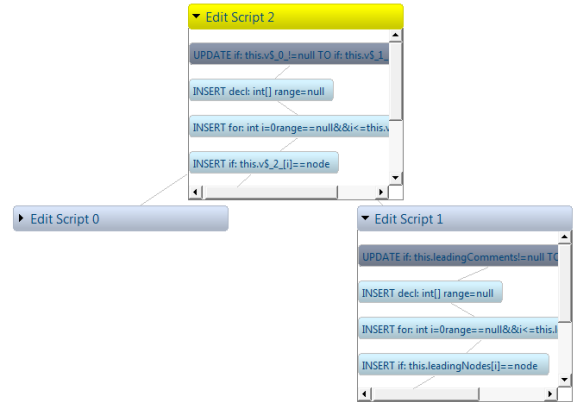 Edit Script 2
UPDATE if: this.v$_0_!=null TO if: this.v$_1_
INSERT decl: int[] range=null
INSERT for: int i=0range==null&&i<=this.v
INSERT if: this.v$_2_[i]==node
Edit Script 0
Edit Script 1
UPDATE if: this.leadingComments!=null TO
INSERT decl: int[] range=null
INSERT for: int i=0range==null&&i<=this.l
INSERT if: this.leadingNodes[i]==node